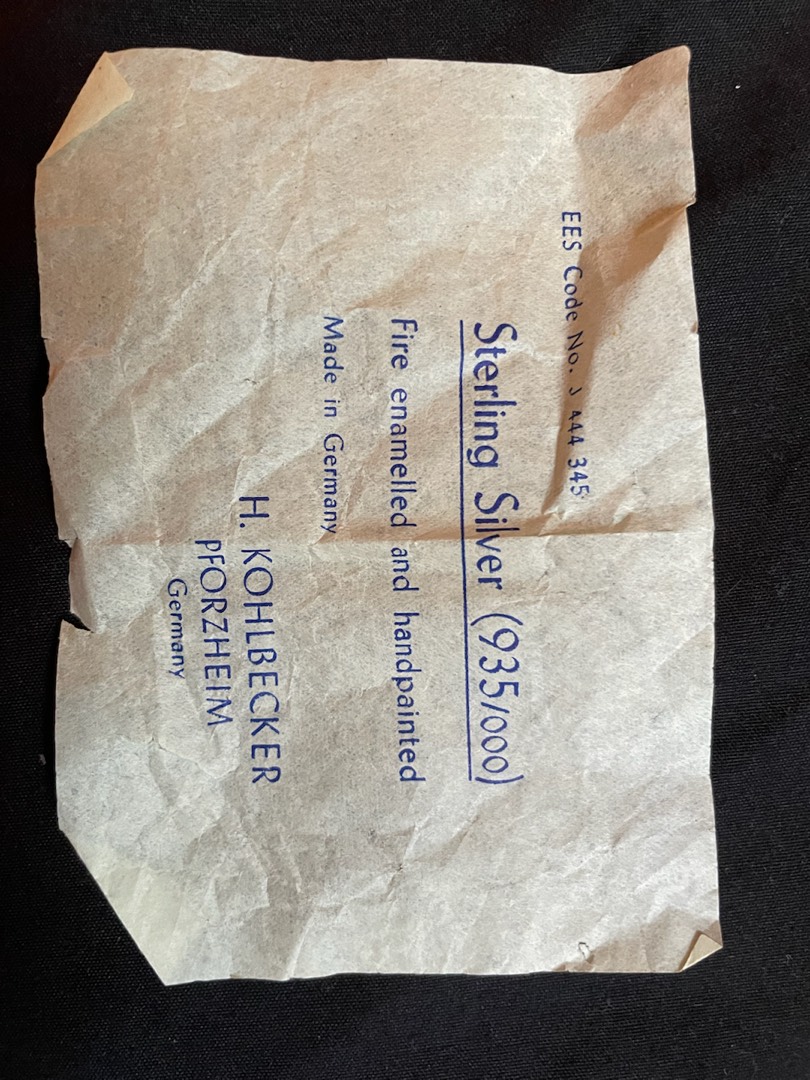 EES Code No. J 444 345
Sterling Silver (935/000)
Fire enamelled and handpainted
Made in Germany
H. KOHLBECKER
PFORZHEIM
Germany